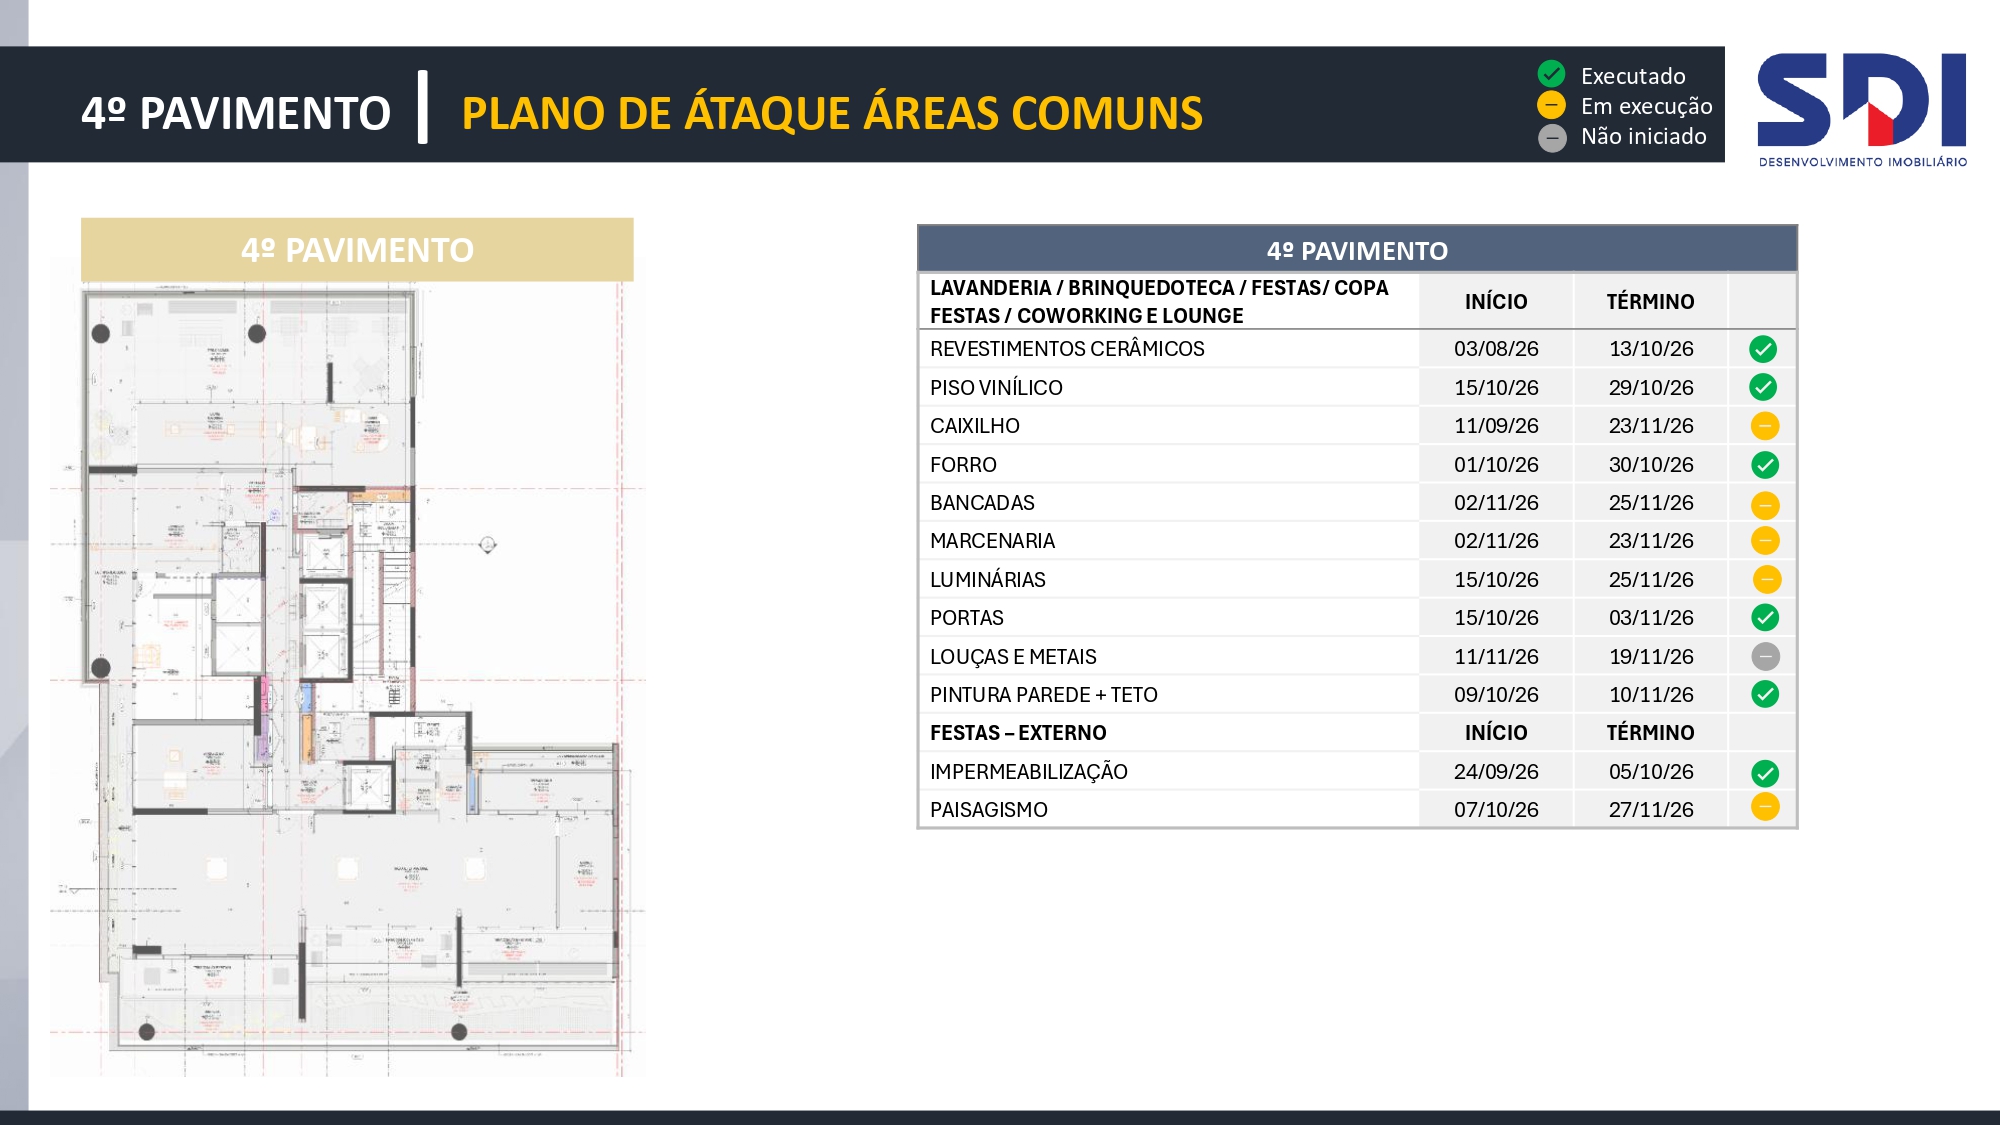 4º PAVIMENTO
PLANO DE ÁTAQUE ÁREAS COMUNS
Executado
Em execução
Não iniciado
SDI
DESENVOLVIMENTO IMOBILIÁRIO
4º PAVIMENTO
4º PAVIMENTO
LAVANDERIA / BRINQUEDOTECA / FESTAS/ COPA
FESTAS / COWORKING E LOUNGE INÍCIO TÉRMINO
REVESTIMENTOS CERÂMICOS 03/08/26 13/10/26
PISO VINÍLICO 15/10/26 29/10/26
CAIXILHO 11/09/26 23/11/26
FORRO 01/10/26 30/10/26
BANCADAS 02/11/26 25/11/26
MARCENARIA 02/11/26 23/11/26
LUMINÁRIAS 15/10/26 25/11/26
PORTAS 15/10/26 03/11/26
LOUÇAS E METAIS 11/11/26 19/11/26
PINTURA PAREDE + TETO 09/10/26 10/11/26
FESTAS – EXTERNO INÍCIO TÉRMINO
IMPERMEABILIZAÇÃO 24/09/26 05/10/26
PAISAGISMO 07/10/26 27/11/26